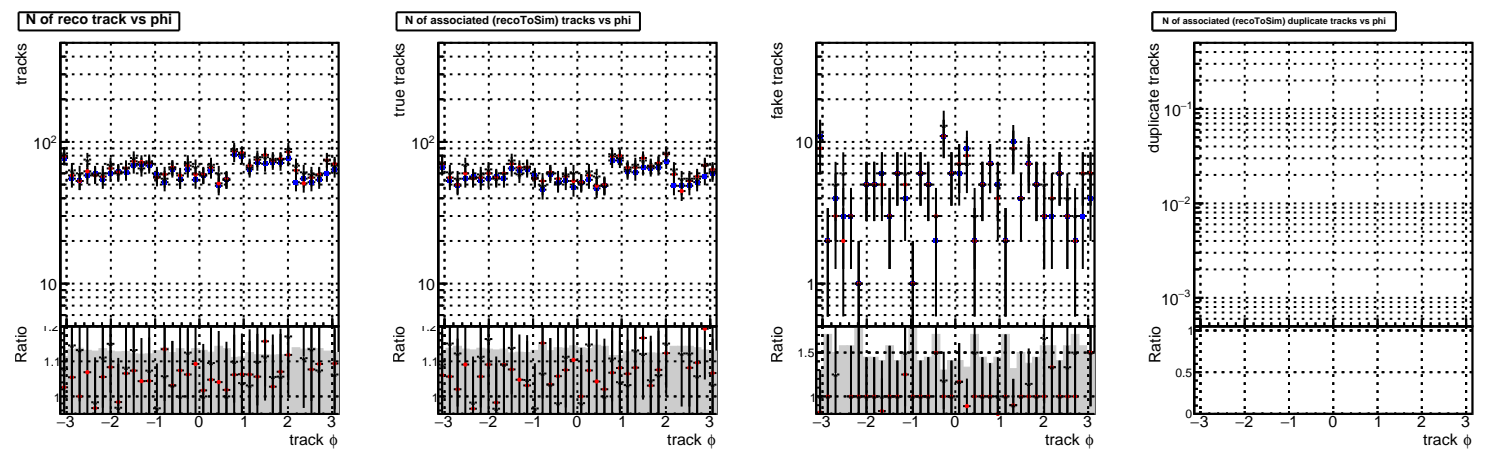 N of reco track vs phi
tracks
10²
10
Ratio
1.2
1.1
1
−3 −2 −1 0 1 2 3
track ϕ
N of associated (recoToSim) tracks vs phi
true tracks
10²
10
Ratio
1.2
1.1
1
−3 −2 −1 0 1 2 3
track ϕ
fake tracks
10
1
Ratio
1.5
1
−3 −2 −1 0 1 2 3
track ϕ
N of associated (recoToSim) duplicate tracks vs phi
duplicate tracks
10⁻¹
10⁻²
10⁻³
Ratio
1
0.5
0
−3 −2 −1 0 1 2 3
track ϕ